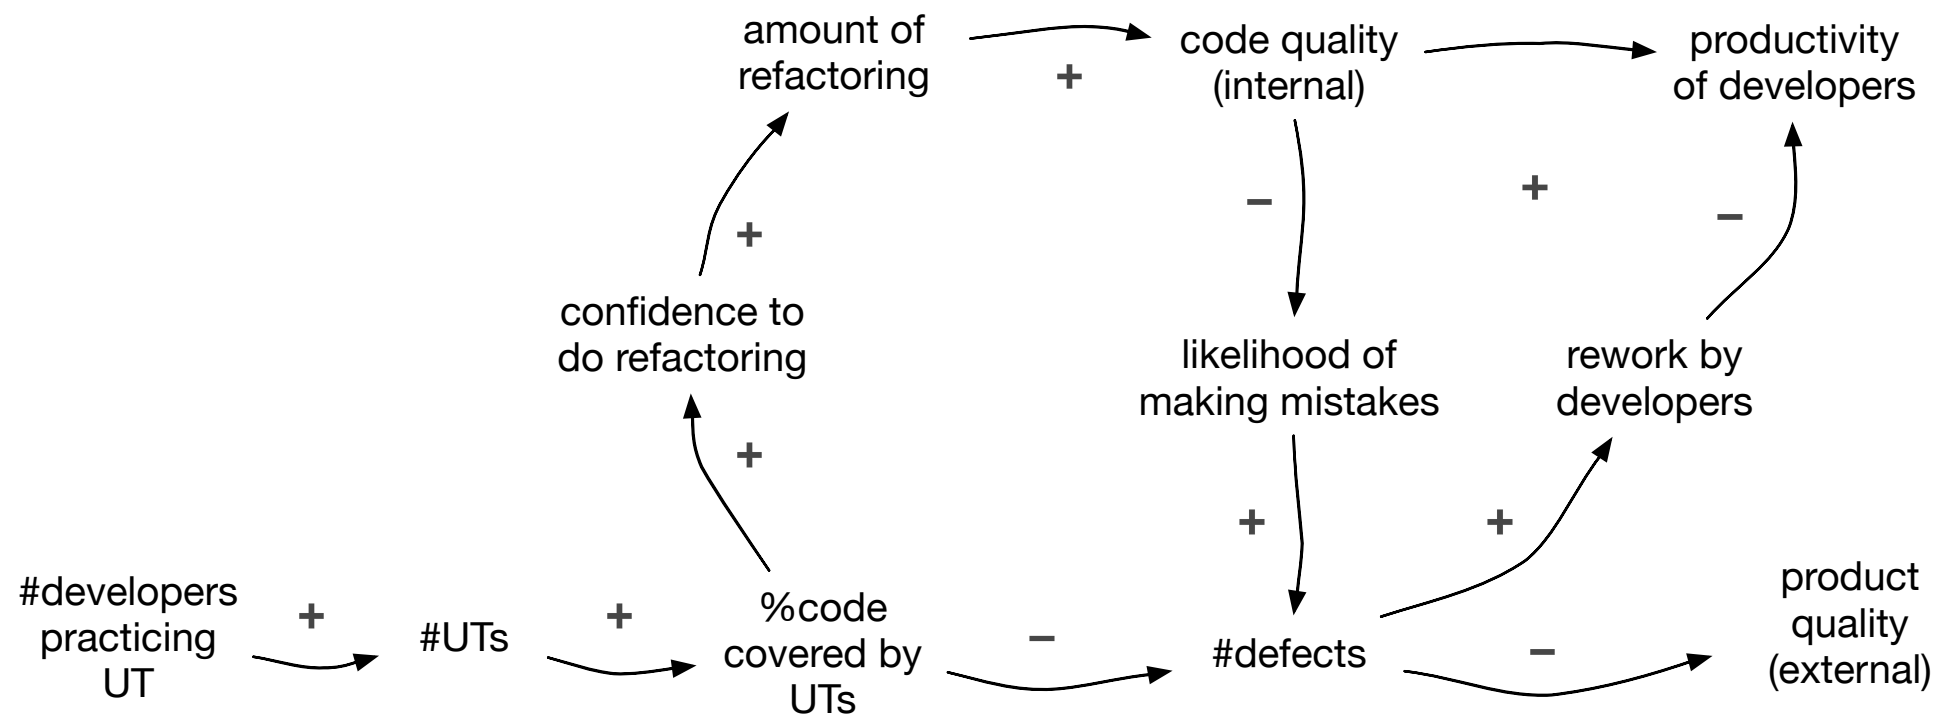 amount of
refactoring
+
code quality
(internal)
productivity
of developers
–
+
–
+
confidence to
do refactoring
likelihood of
making mistakes
rework by
developers
+
+
+
#developers
practicing
UT
+
#UTs
+
%code
covered by
UTs
–
#defects
–
product
quality
(external)